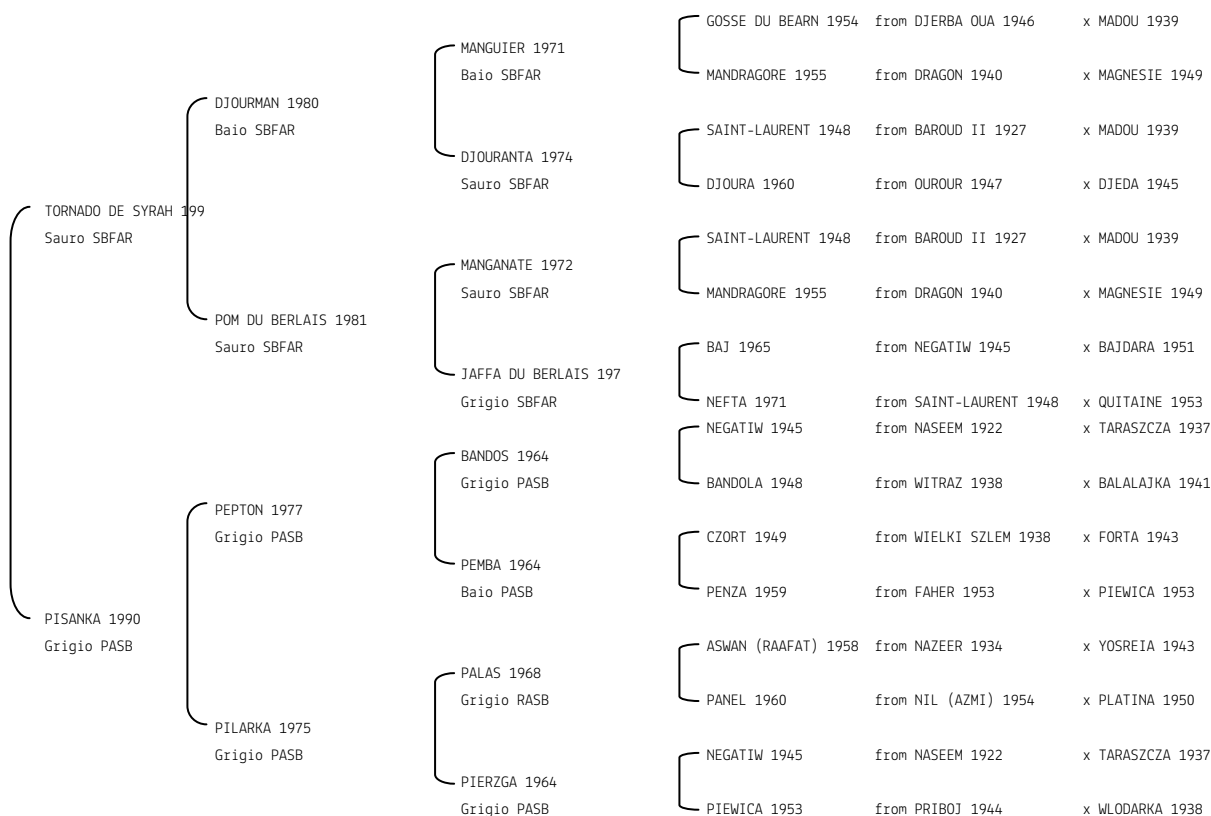 GOSSE DU BEARN 1954 from DJERBA OUA 1946 x MADOU 1939
MANGUIER 1971
Baio SBFAR
MANDRAGORE 1955 from DRAGON 1940 x MAGNESIE 1949
DJOURMAN 1980
Baio SBFAR
SAINT-LAURENT 1948 from BAROUD II 1927 x MADOU 1939
DJOURANTA 1974
Sauro SBFAR
DJOURA 1960 from OUROUR 1947 x DJEDA 1945
TORNADO DE SYRAH 199
Sauro SBFAR
SAINT-LAURENT 1948 from BAROUD II 1927 x MADOU 1939
MANGANATE 1972
Sauro SBFAR
MANDRAGORE 1955 from DRAGON 1940 x MAGNESIE 1949
POM DU BERLAIS 1981
Sauro SBFAR
BAJ 1965 from NEGATIW 1945 x BAJDARA 1951
JAFFA DU BERLAIS 197
Grigio SBFAR
NEFTA 1971 from SAINT-LAURENT 1948 x QUITAINE 1953
NEGATIW 1945 from NASEEM 1922 x TARASZCZA 1937
BANDOS 1964
Grigio PASB
BANDOLA 1948 from WITRAZ 1938 x BALALAJKA 1941
PEPTON 1977
Grigio PASB
CZORT 1949 from WIELKI SZLEM 1938 x FORTA 1943
PEMBA 1964
Baio PASB
PENZA 1959 from FAHER 1953 x PIEWICA 1953
PISANKA 1990
Grigio PASB
ASWAN (RAAFAT) 1958 from NAZEER 1934 x YOSREIA 1943
PALAS 1968
Grigio RASB
PANEL 1960 from NIL (AZMI) 1954 x PLATINA 1950
PILARKA 1975
Grigio PASB
NEGATIW 1945 from NASEEM 1922 x TARASZCZA 1937
PIERZGA 1964
Grigio PASB
PIEWICA 1953 from PRIBOJ 1944 x WLODARKA 1938